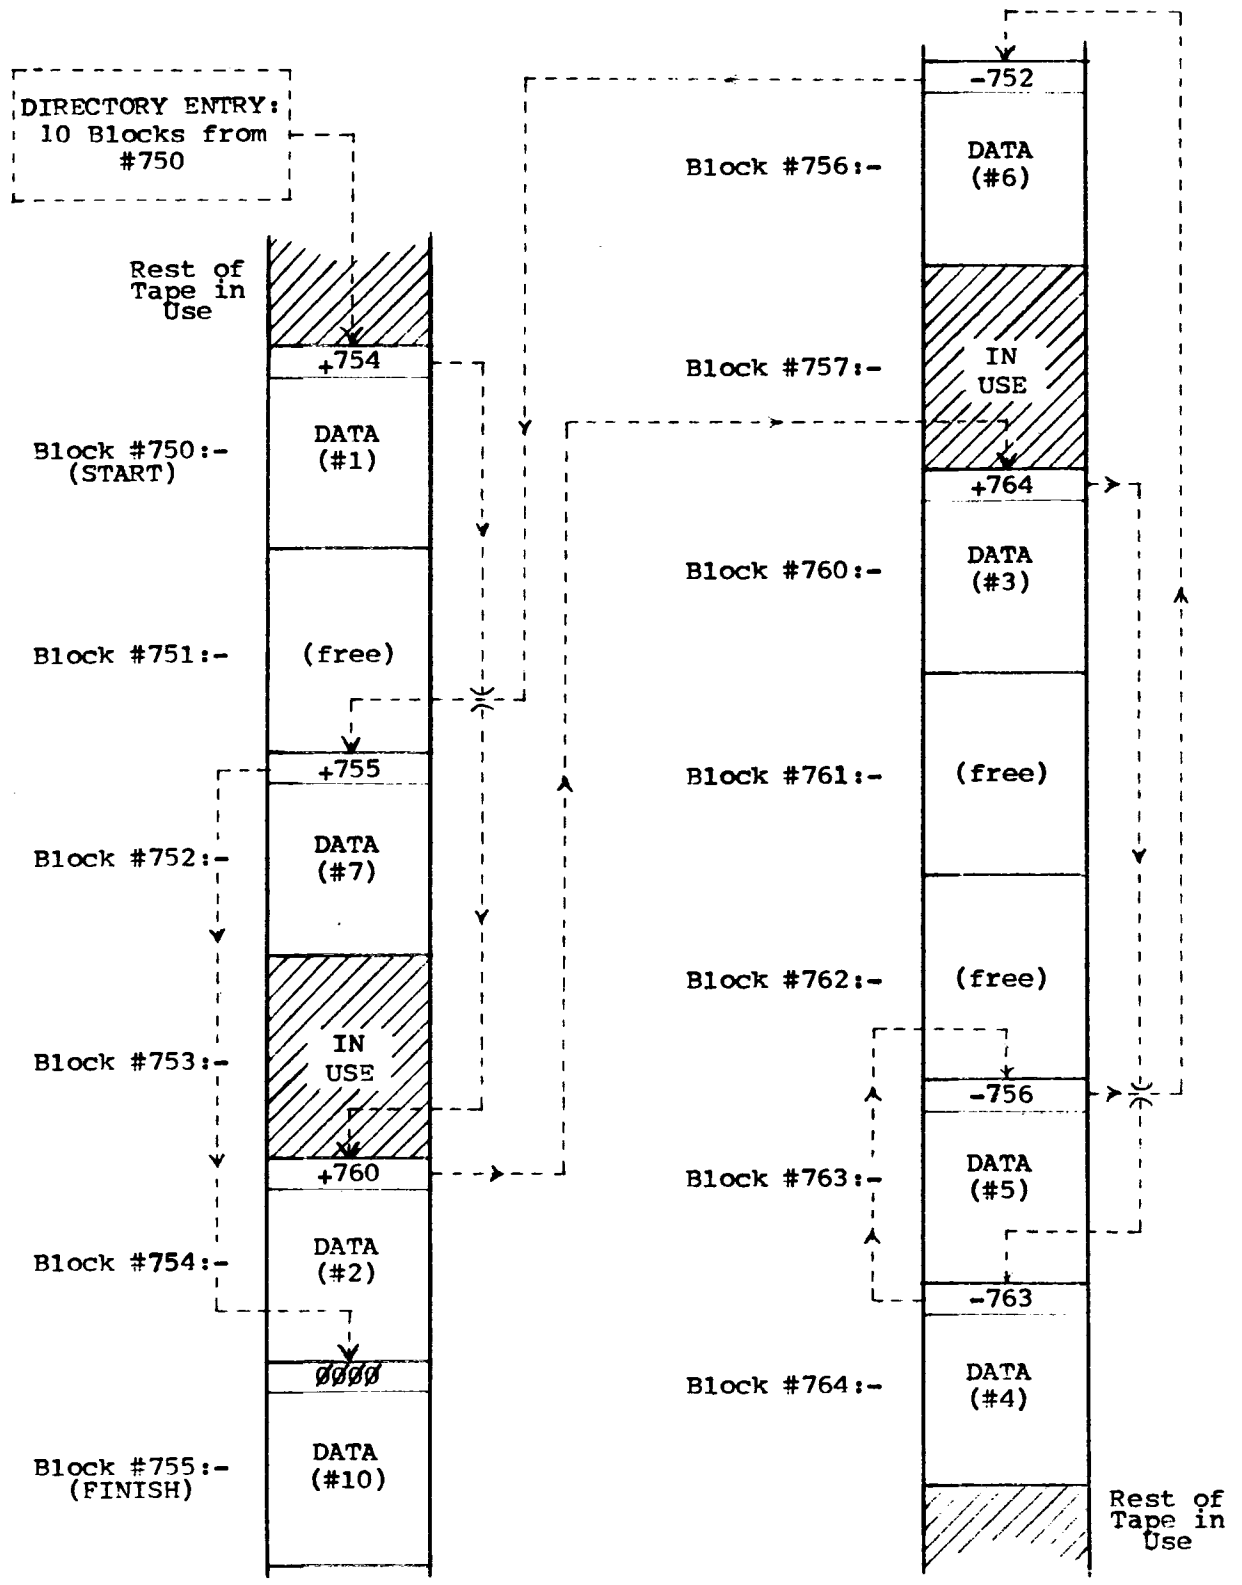 DIRECTORY ENTRY:
10 Blocks from
#750
Rest of
Tape in
Use
+754
Block #750:-
(START)
DATA
(#1)
Block #751:-
(free)
+755
Block #752:-
DATA
(#7)
Block #753:-
IN
USE
+760
Block #754:-
DATA
(#2)
0000
Block #755:-
(FINISH)
DATA
(#10)
-752
Block #756:-
DATA
(#6)
Block #757:-
IN
USE
+764
Block #760:-
DATA
(#3)
Block #761:-
(free)
Block #762:-
(free)
-756
Block #763:-
DATA
(#5)
-763
Block #764:-
DATA
(#4)
Rest of
Tape in
Use